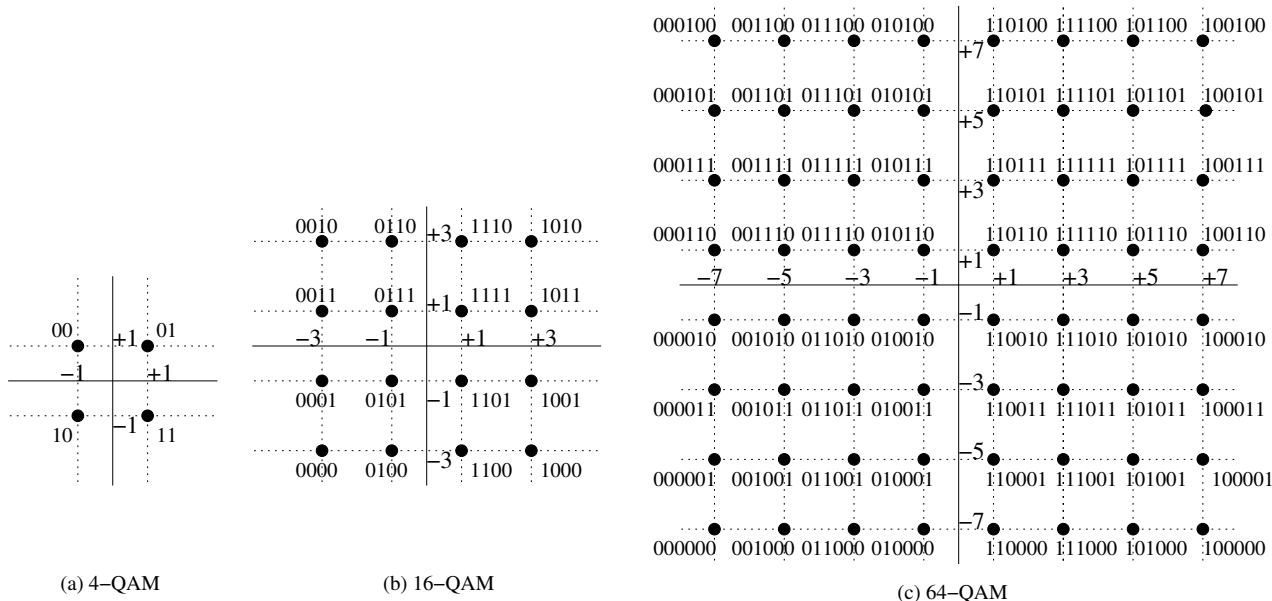 00 01
+1
−1 +1
−1
10 11
(a) 4−QAM
0010 0110 +3 1110 1010
0011 0111 +1 1111 1011
−3 −1 +1 +3
0001 0101 −1 1101 1001
0000 0100 −3 1100 1000
(b) 16−QAM
000100 001100 011100 010100 110100 111100 101100 100100
+7
000101 001101 011101 010101 110101 111101 101101 100101
+5
000111 001111 011111 010111 110111 111111 101111 100111
+3
000110 001110 011110 010110 110110 111110 101110 100110
+1
−7 −5 −3 −1 +1 +3 +5 +7
−1
000010 001010 011010 010010 110010 111010 101010 100010
−3
000011 001011 011011 010011 110011 111011 101011 100011
−5
000001 001001 011001 010001 110001 111001 101001 100001
−7
000000 001000 011000 010000 110000 111000 101000 100000
(c) 64−QAM